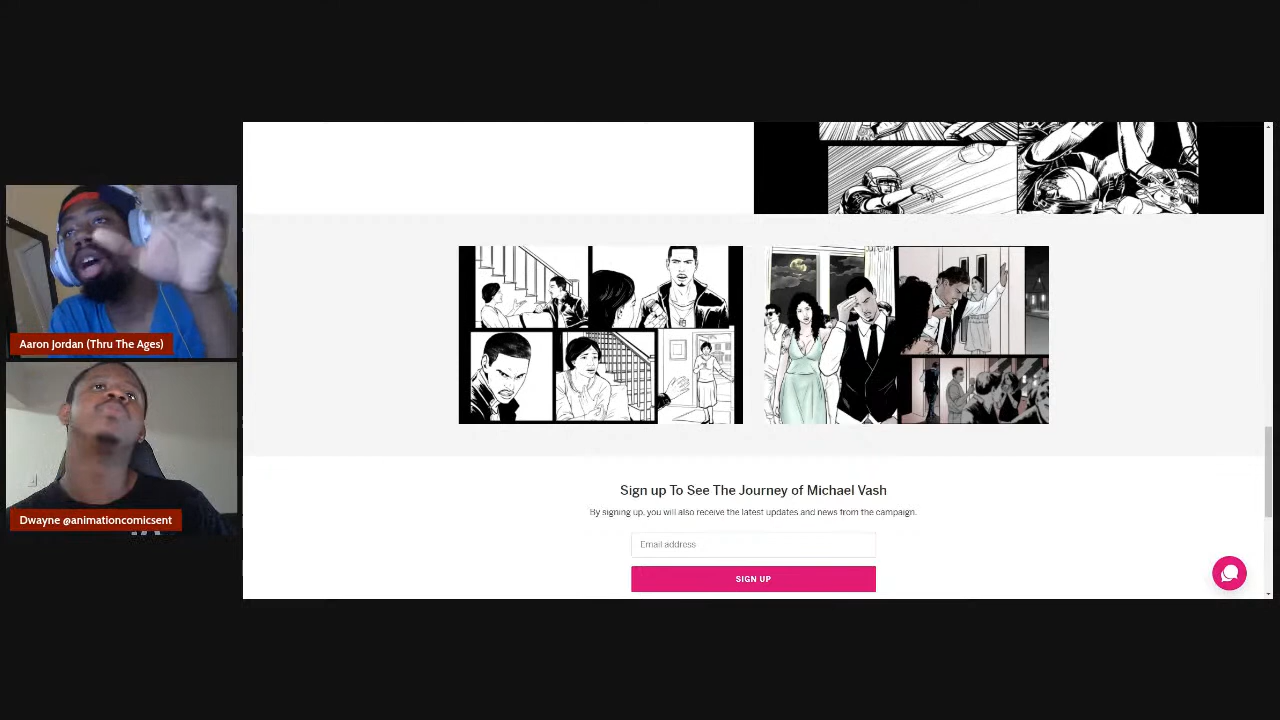 Aaron Jordan (Thru The Ages)
Dwayne @animationcomicsent
Sign up To See The Journey of Michael Vash
By signing up, you will also receive the latest updates and news from the campaign.
Email address
SIGN UP